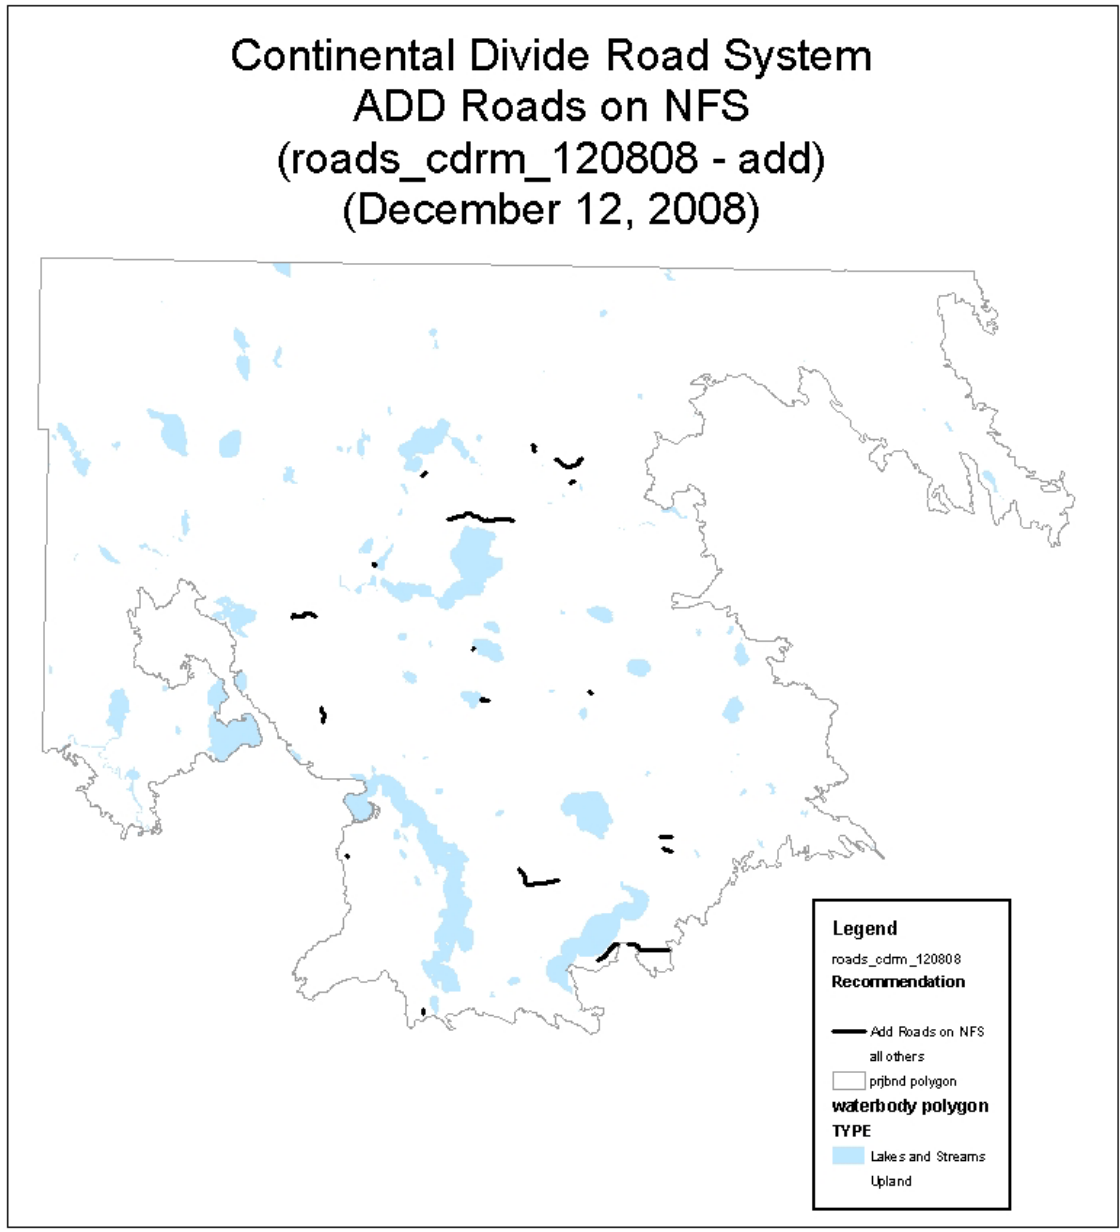 Continental Divide Road System
ADD Roads on NFS
(roads_cdrm_120808 - add)
(December 12, 2008)
Legend
roads_cdrm_120808
Recommendation
Add Roads on NFS
all others
prjbnd polygon
waterbody polygon
TYPE
Lakes and Streams
Upland